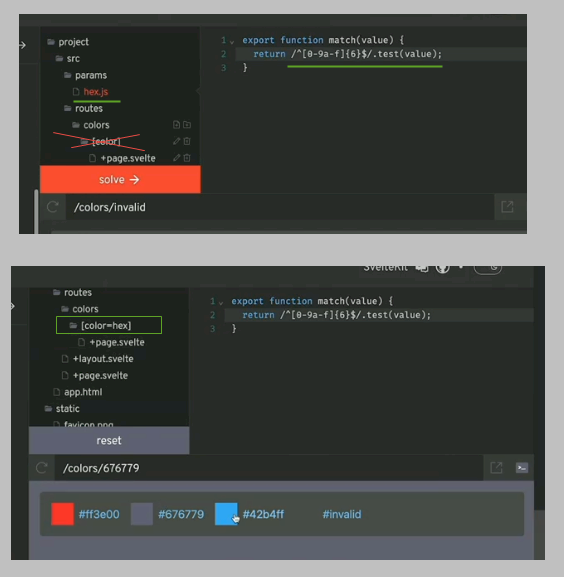 project
src
params
hex.js
routes
colors
[color]
+page.svelte
solve →
1 export function match(value) {
2 return /^[0-9a-f]{6}$/.test(value);
3 }
/colors/invalid
SvelteKit
routes
colors
[color=hex]
+page.svelte
+layout.svelte
+page.svelte
app.html
static
favicon.png
reset
1 export function match(value) {
2 return /^[0-9a-f]{6}$/.test(value);
3 }
/colors/676779
#ff3e00 #676779 #42b4ff #invalid